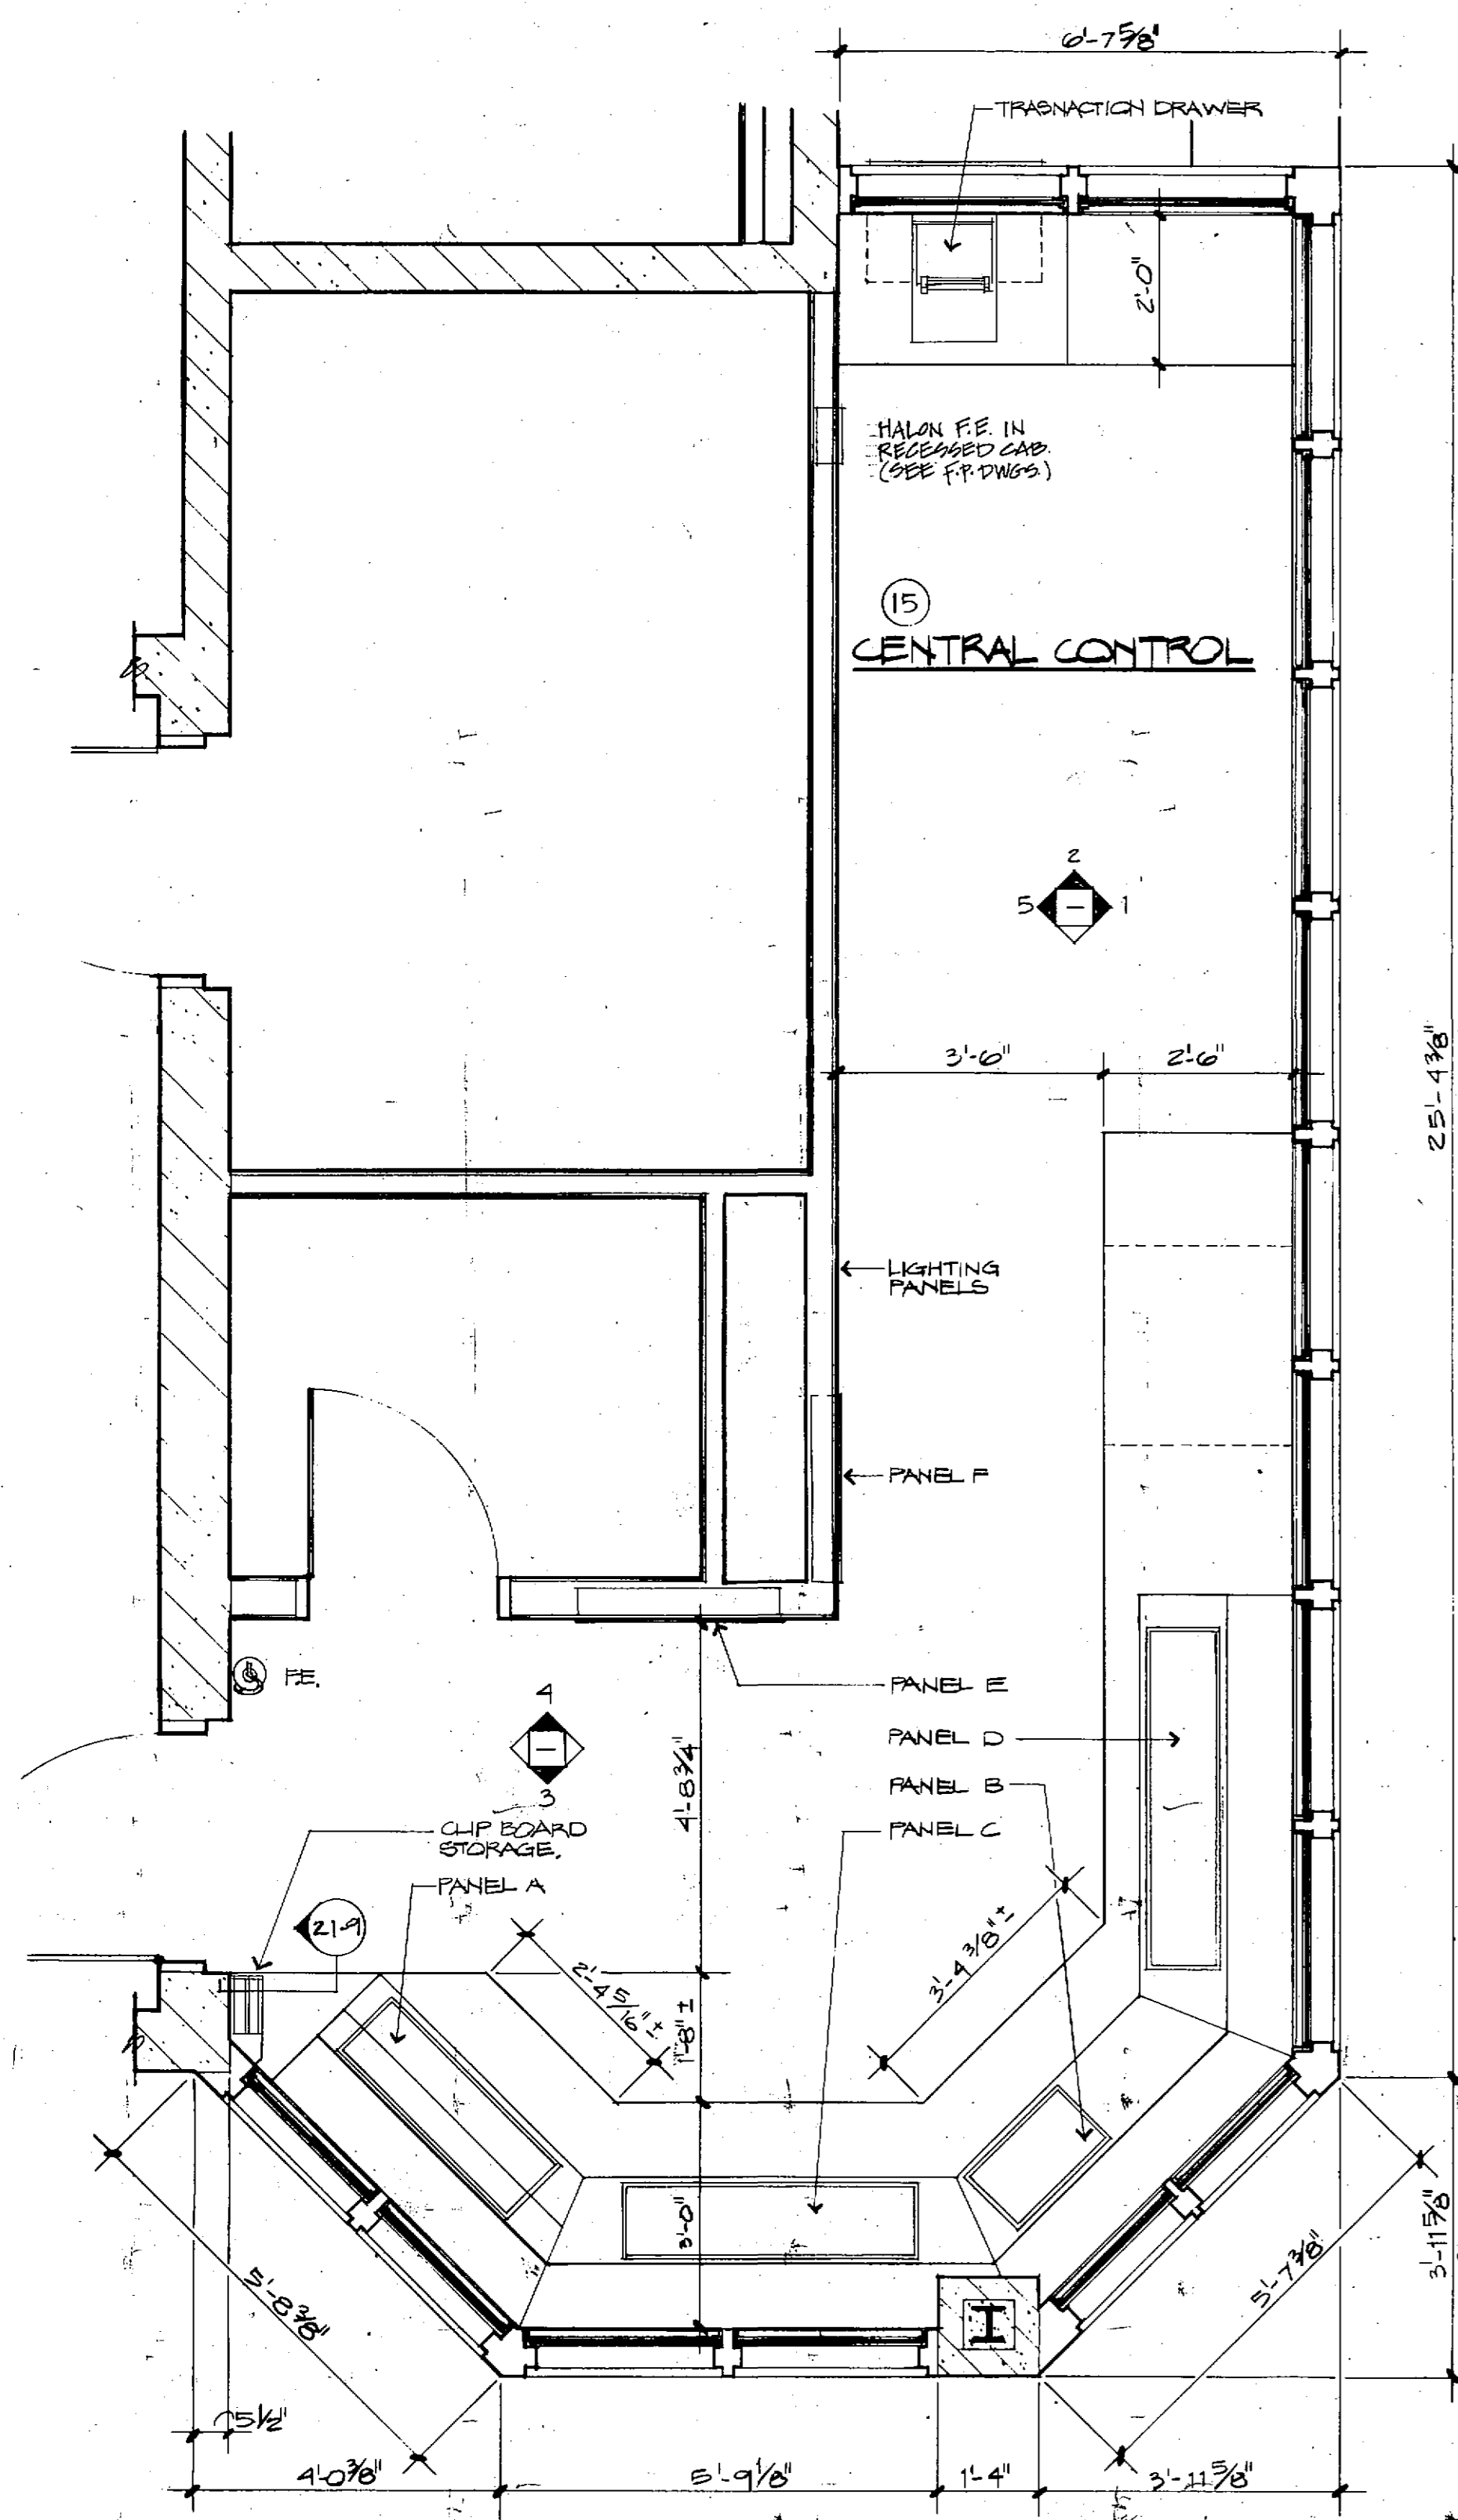 6'-7 5/8"
TRASNACTION DRAWER
2'-0"
HALON F.E. IN
RECESSED CAB.
(SEE F.P. DWGS.)
15
CENTRAL CONTROL
2
5
1
3'-6"
2'-6"
25'-4 3/8"
LIGHTING
PANELS
PANEL F
F.E.
PANEL E
4
3
PANEL D
4'-8 3/4"
PANEL B
CLIP BOARD
STORAGE.
PANEL C
PANEL A
21-9
2'-4 5/16" ±
1'-8" ±
3'-4 3/8" ±
3'-0"
5'-8 3/8"
5'-7 3/8"
3'-11 5/8"
5 1/2"
4'-0 3/8"
5'-9 1/8"
1'-4"
3'-11 5/8"